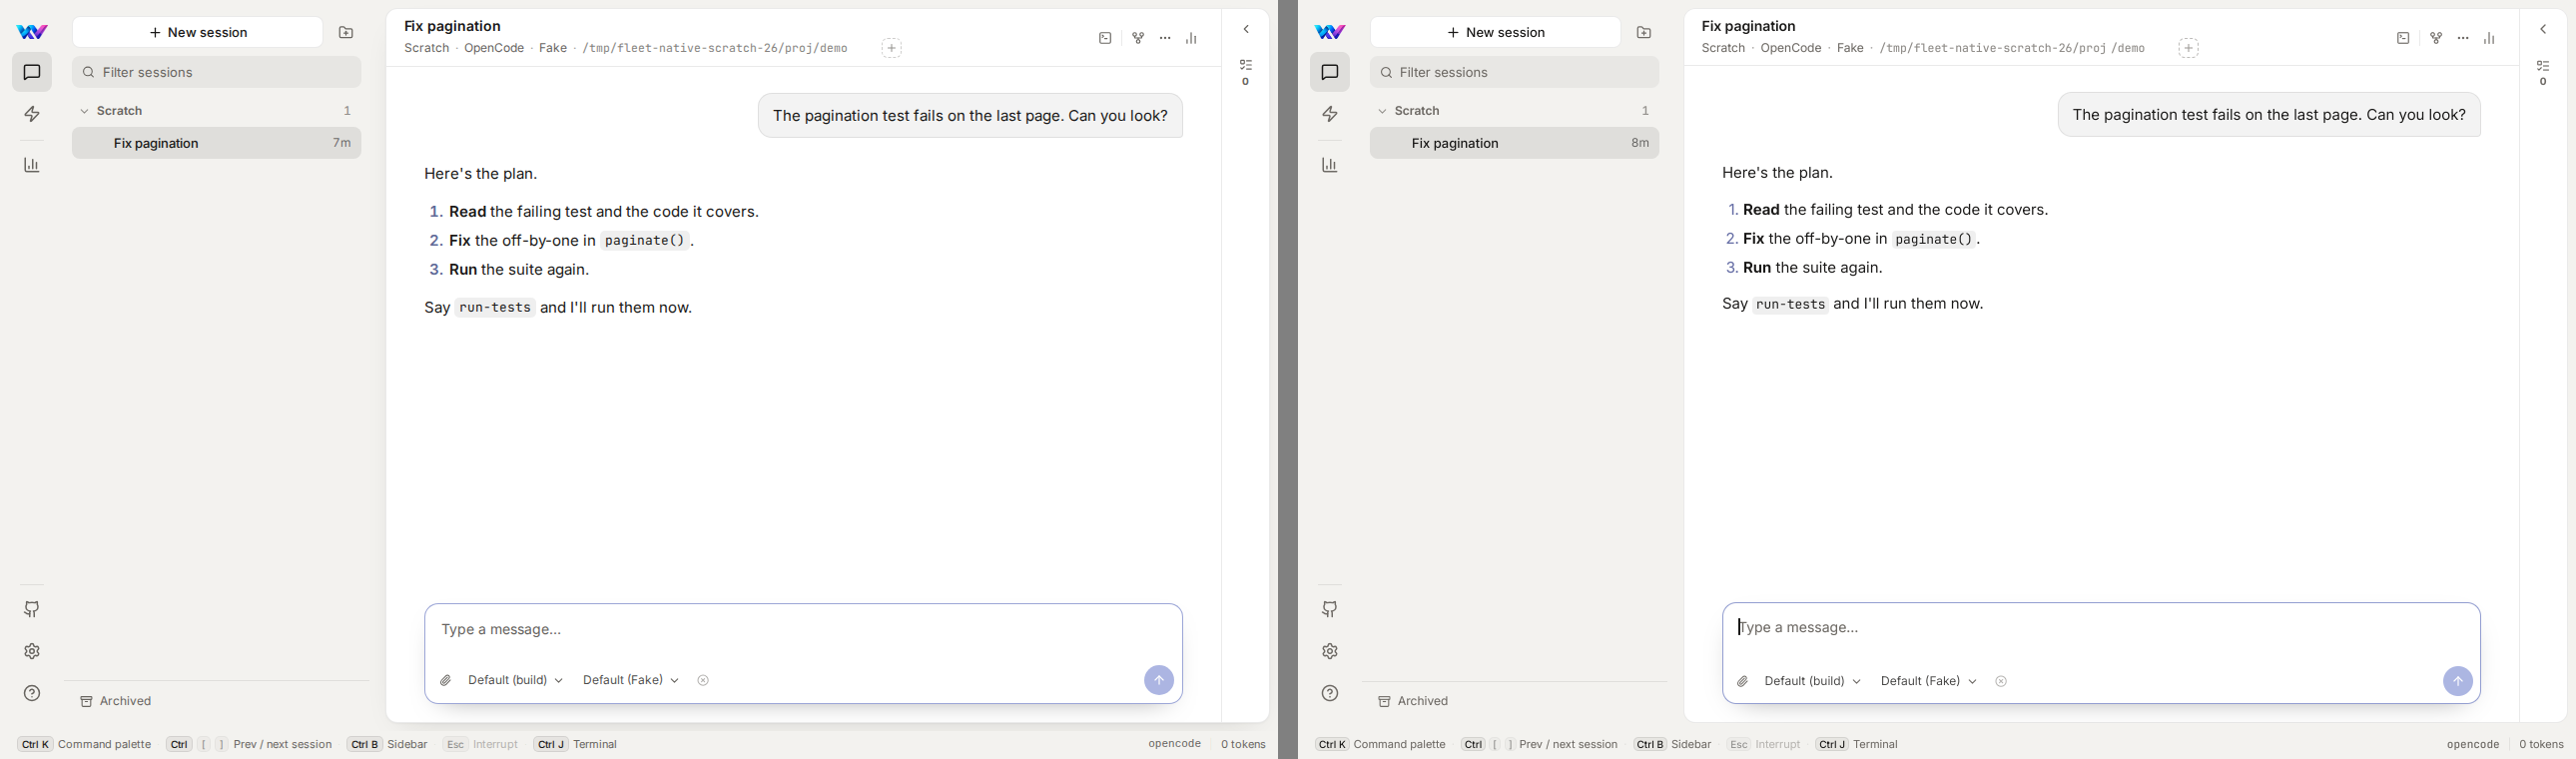 New session
Filter sessions
Scratch 1
Fix pagination 7m
Archived
Fix pagination
Scratch · OpenCode · Fake · /tmp/fleet-native-scratch-26/proj/demo
0
The pagination test fails on the last page. Can you look?
Here's the plan.
1. Read the failing test and the code it covers.
2. Fix the off-by-one in paginate().
3. Run the suite again.
Say run-tests and I'll run them now.
Type a message...
Default (build) Default (Fake)
Ctrl K Command palette Ctrl [ ] Prev / next session Ctrl B Sidebar Esc Interrupt Ctrl J Terminal opencode 0 tokens
New session
Filter sessions
Scratch 1
Fix pagination 8m
Archived
Fix pagination
Scratch · OpenCode · Fake · /tmp/fleet-native-scratch-26/proj /demo
0
The pagination test fails on the last page. Can you look?
Here's the plan.
1. Read the failing test and the code it covers.
2. Fix the off-by-one in paginate().
3. Run the suite again.
Say run-tests and I'll run them now.
Type a message...
Default (build) Default (Fake)
Ctrl K Command palette Ctrl [ ] Prev / next session Ctrl B Sidebar Esc Interrupt Ctrl J Terminal opencode 0 tokens